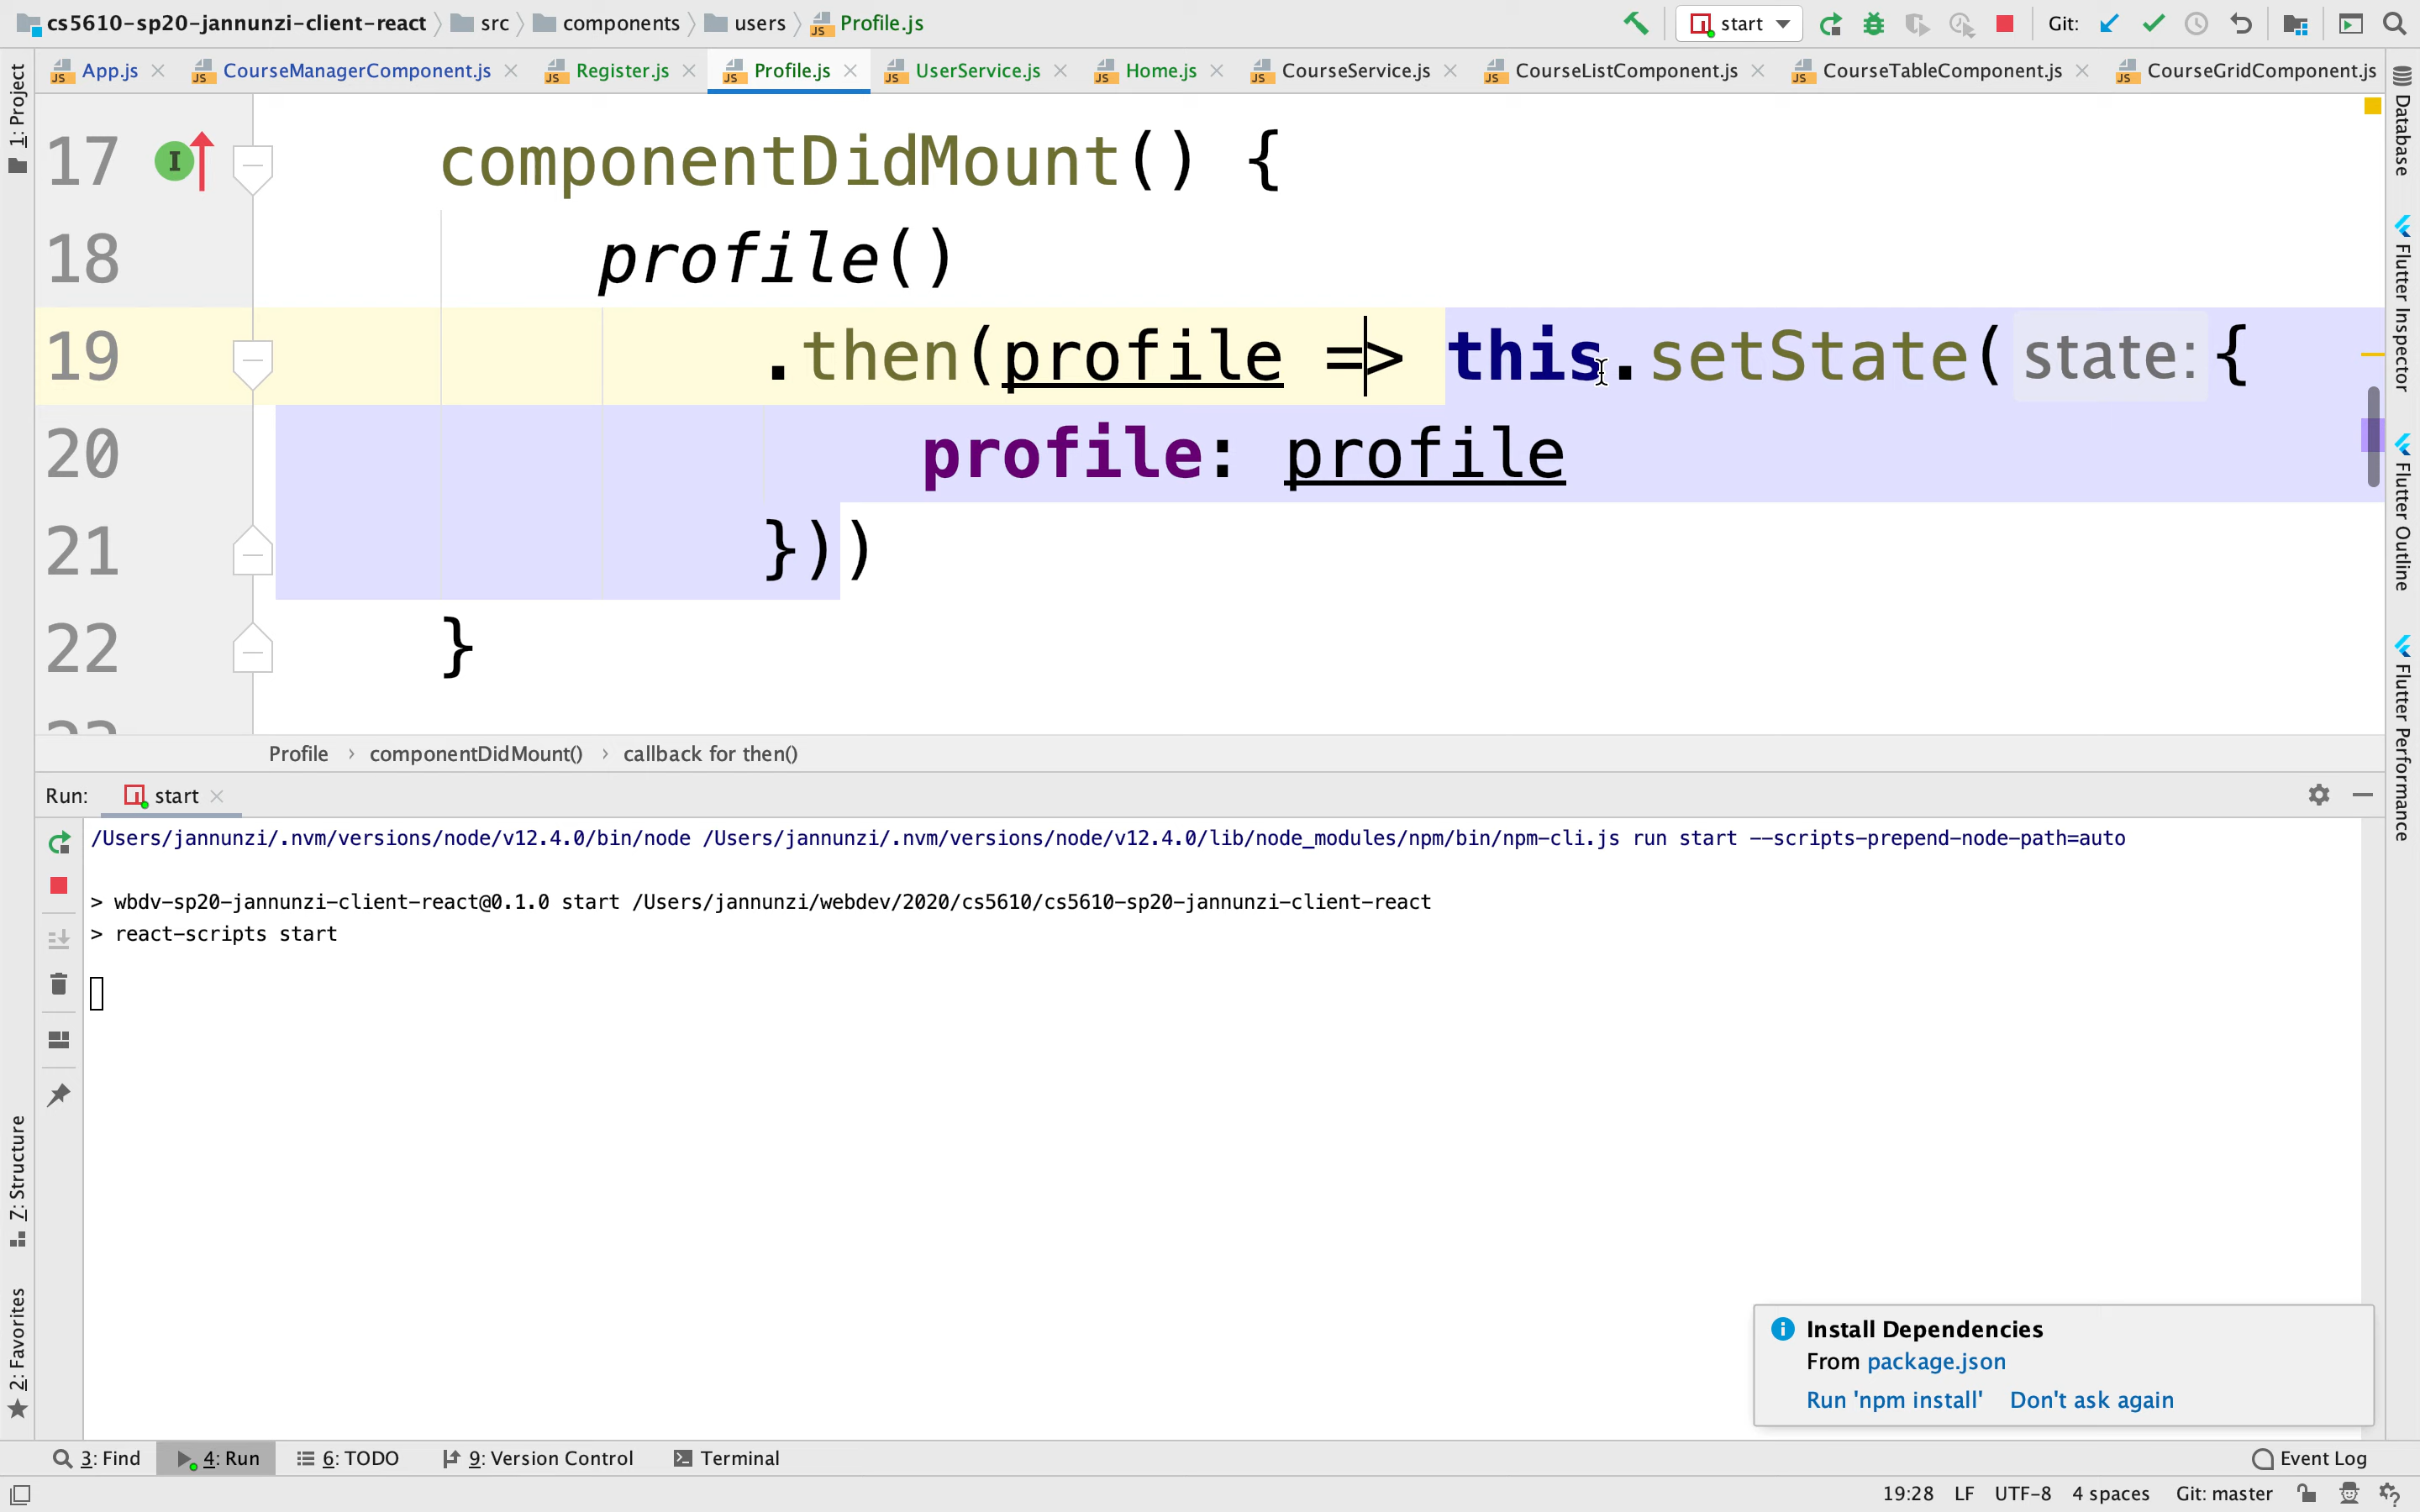 cs5610-sp20-jannunzi-client-react src components users Profile.js start Git:
App.js CourseManagerComponent.js Register.js Profile.js UserService.js Home.js CourseService.js CourseListComponent.js CourseTableComponent.js CourseGridComponent.js
1: Project
Database
Flutter Inspector
Flutter Outline
Flutter Performance
17 componentDidMount() {
18 profile()
19 .then(profile => this.setState( state: {
20 profile: profile
21 }))
22 }
Profile › componentDidMount() › callback for then()
Run: start
/Users/jannunzi/.nvm/versions/node/v12.4.0/bin/node /Users/jannunzi/.nvm/versions/node/v12.4.0/lib/node_modules/npm/bin/npm-cli.js run start --scripts-prepend-node-path=auto
> wbdv-sp20-jannunzi-client-react@0.1.0 start /Users/jannunzi/webdev/2020/cs5610/cs5610-sp20-jannunzi-client-react
> react-scripts start
7: Structure
2: Favorites
Install Dependencies
From package.json
Run 'npm install' Don't ask again
3: Find 4: Run 6: TODO 9: Version Control Terminal Event Log
19:28 LF UTF-8 4 spaces Git: master